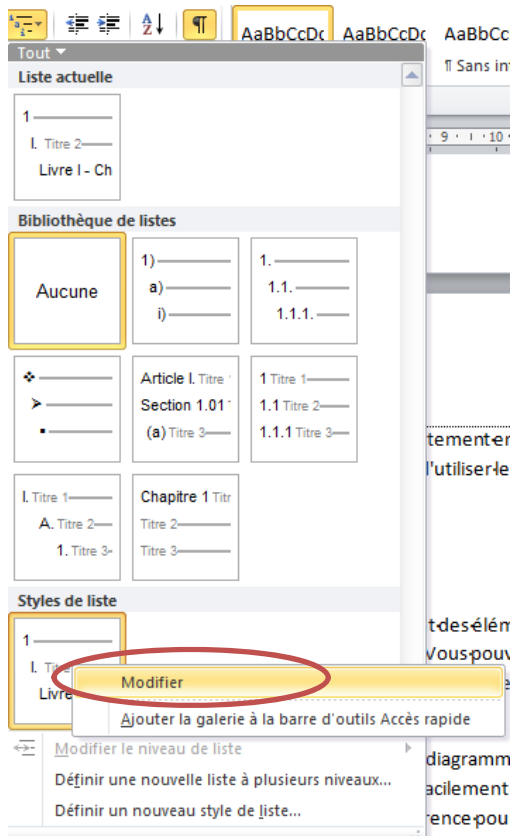 AaBbCcDc AaBbCcDc AaBbCc
¶ Sans int
Tout
Liste actuelle
· 9 · ı · 10 ·
1
I. Titre 2
Livre I - Ch
Bibliothèque de listes
Aucune
1)
a)
i)
1.
1.1.
1.1.1.
Article I. Titre
Section 1.01
(a) Titre 3
1 Titre 1
1.1 Titre 2
1.1.1 Titre 3
tement·er
l'utiliser·le
I. Titre 1
A. Titre 2
1. Titre 3
Chapitre 1 Titr
Titre 2
Titre 3
Styles de liste
1
I. Tit
Livre
t·des·élém
Vous·pouv
Modifier
Ajouter la galerie à la barre d'outils Accès rapide
Modifier le niveau de liste
Définir une nouvelle liste à plusieurs niveaux...
Définir un nouveau style de liste...
diagramm
acilement
rence·pou